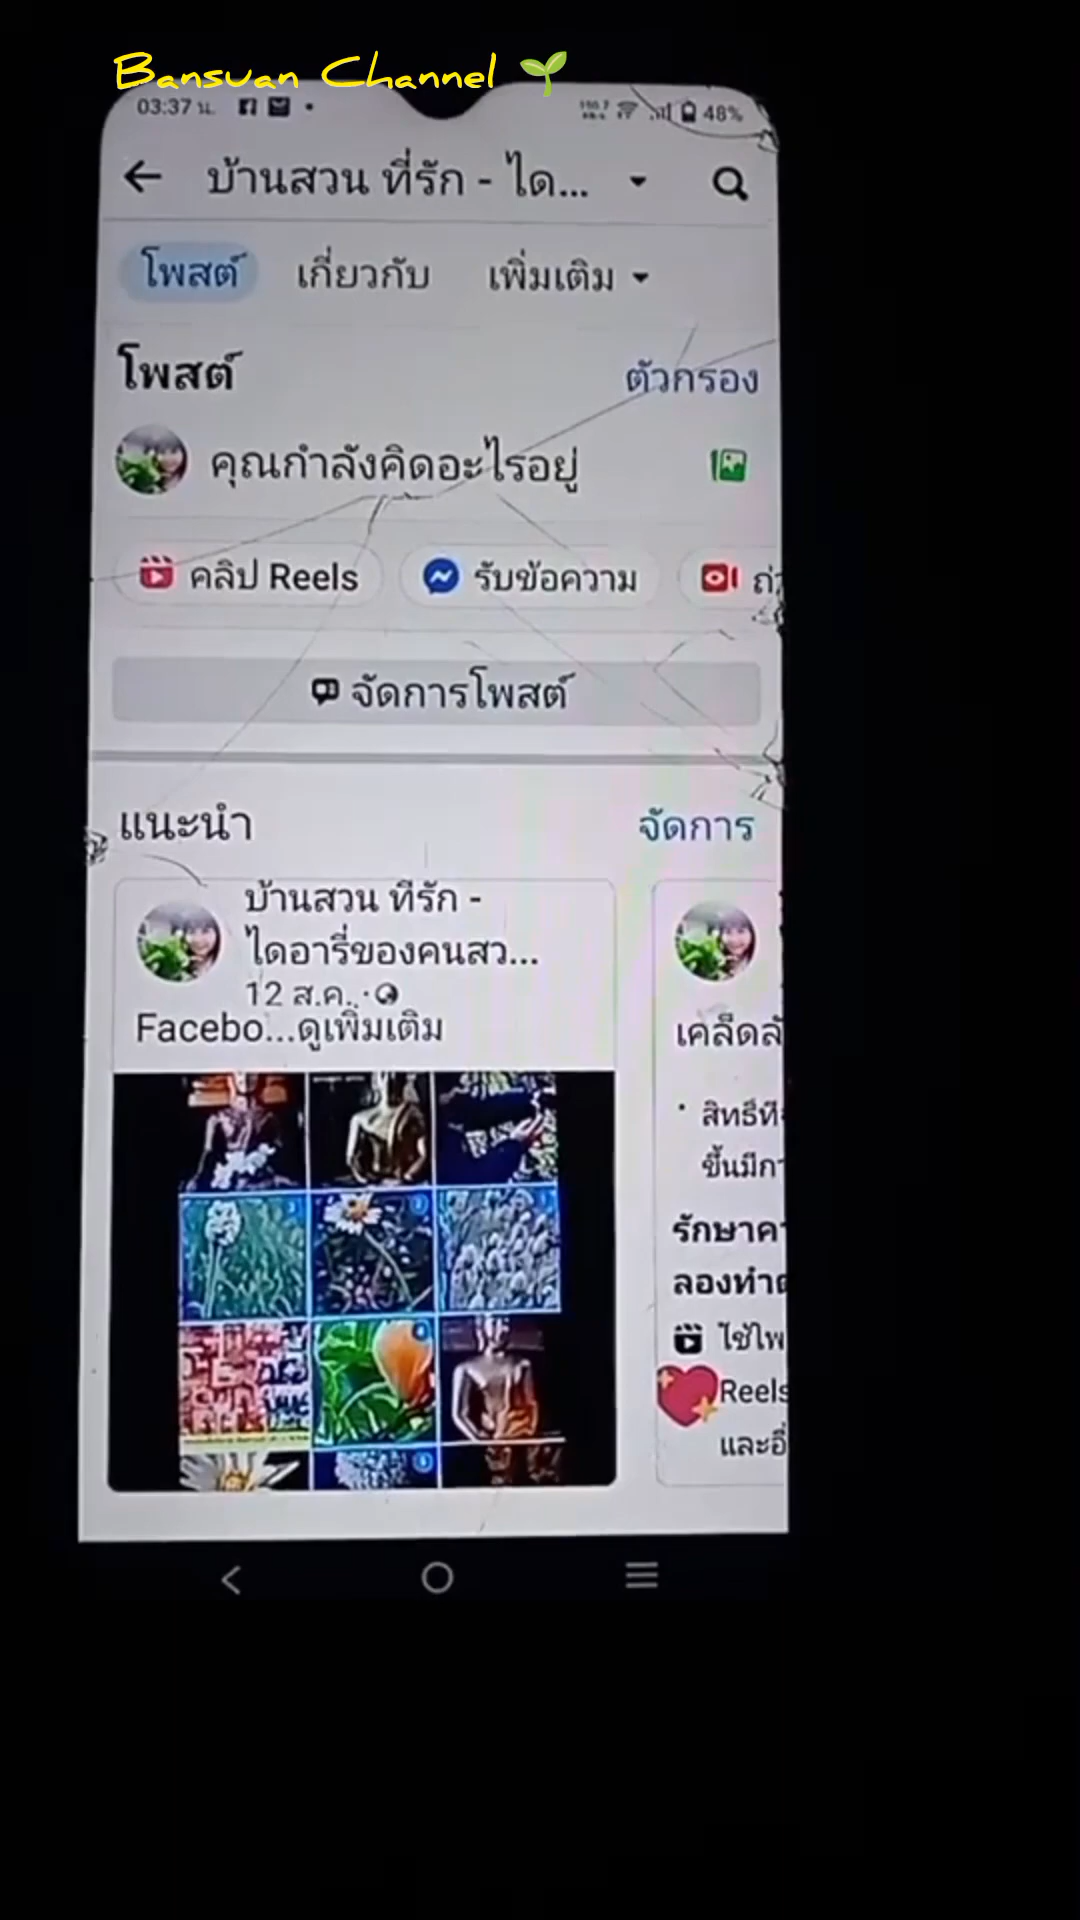 Bansuan Channel
03:37 น.
48%
บ้านสวน ที่รัก - ได...
โพสต์ เกี่ยวกับ เพิ่มเติม
โพสต์ ตัวกรอง
คุณกำลังคิดอะไรอยู่
คลิป Reels รับข้อความ ถ่
จัดการโพสต์
แนะนำ จัดการ
บ้านสวน ที่รัก -
ไดอารี่ของคนสว...
12 ส.ค. ·
Facebo...ดูเพิ่มเติม
เคล็ดลั
· สิทธิ์ที่
ขึ้นมีกา
รักษาคว
ลองทำต
ใช้ไพ
Reels
และอื่